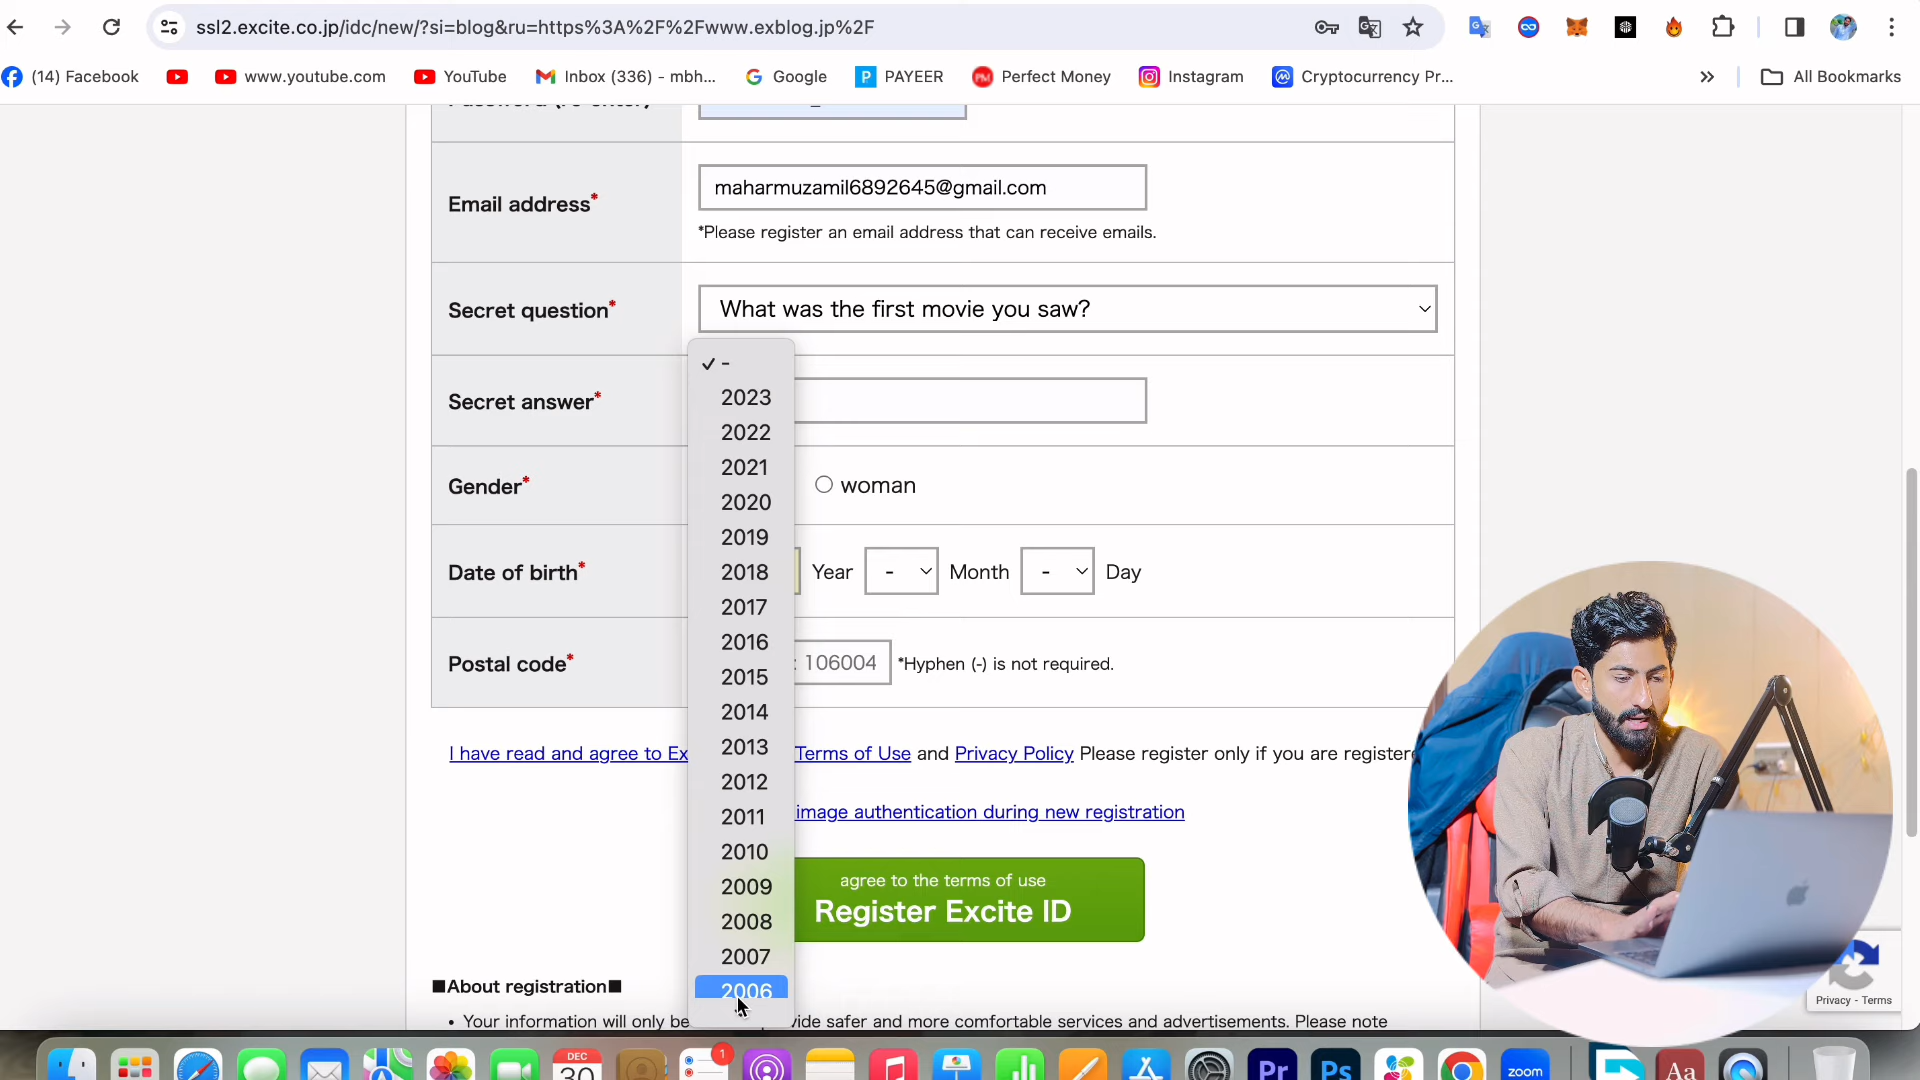 ssl2.excite.co.jp/idc/new/?si=blog&ru=https%3A%2F%2Fwww.exblog.jp%2F
(14) Facebook
www.youtube.com
YouTube
Inbox (336) - mbh...
Google
PAYEER
Perfect Money
Instagram
Cryptocurrency Pr...
All Bookmarks
Email address*
maharmuzamil6892645@gmail.com
*Please register an email address that can receive emails.
Secret question*
What was the first movie you saw?
Secret answer*
Gender*
woman
Date of birth*
Year
-
Month
-
Day
Postal code*
: 106004
*Hyphen (-) is not required.
-
2023
2022
2021
2020
2019
2018
2017
2016
2015
2014
2013
2012
2011
2010
2009
2008
2007
2006
I have read and agree to Ex
Terms of Use and Privacy Policy Please register only if you are register
image authentication during new registration
agree to the terms of use
Register Excite ID
■About registration■
• Your information will only be
vide safer and more comfortable services and advertisements. Please note
Privacy - Terms
DEC
30
1
Pr
Ps
zoom
Aa